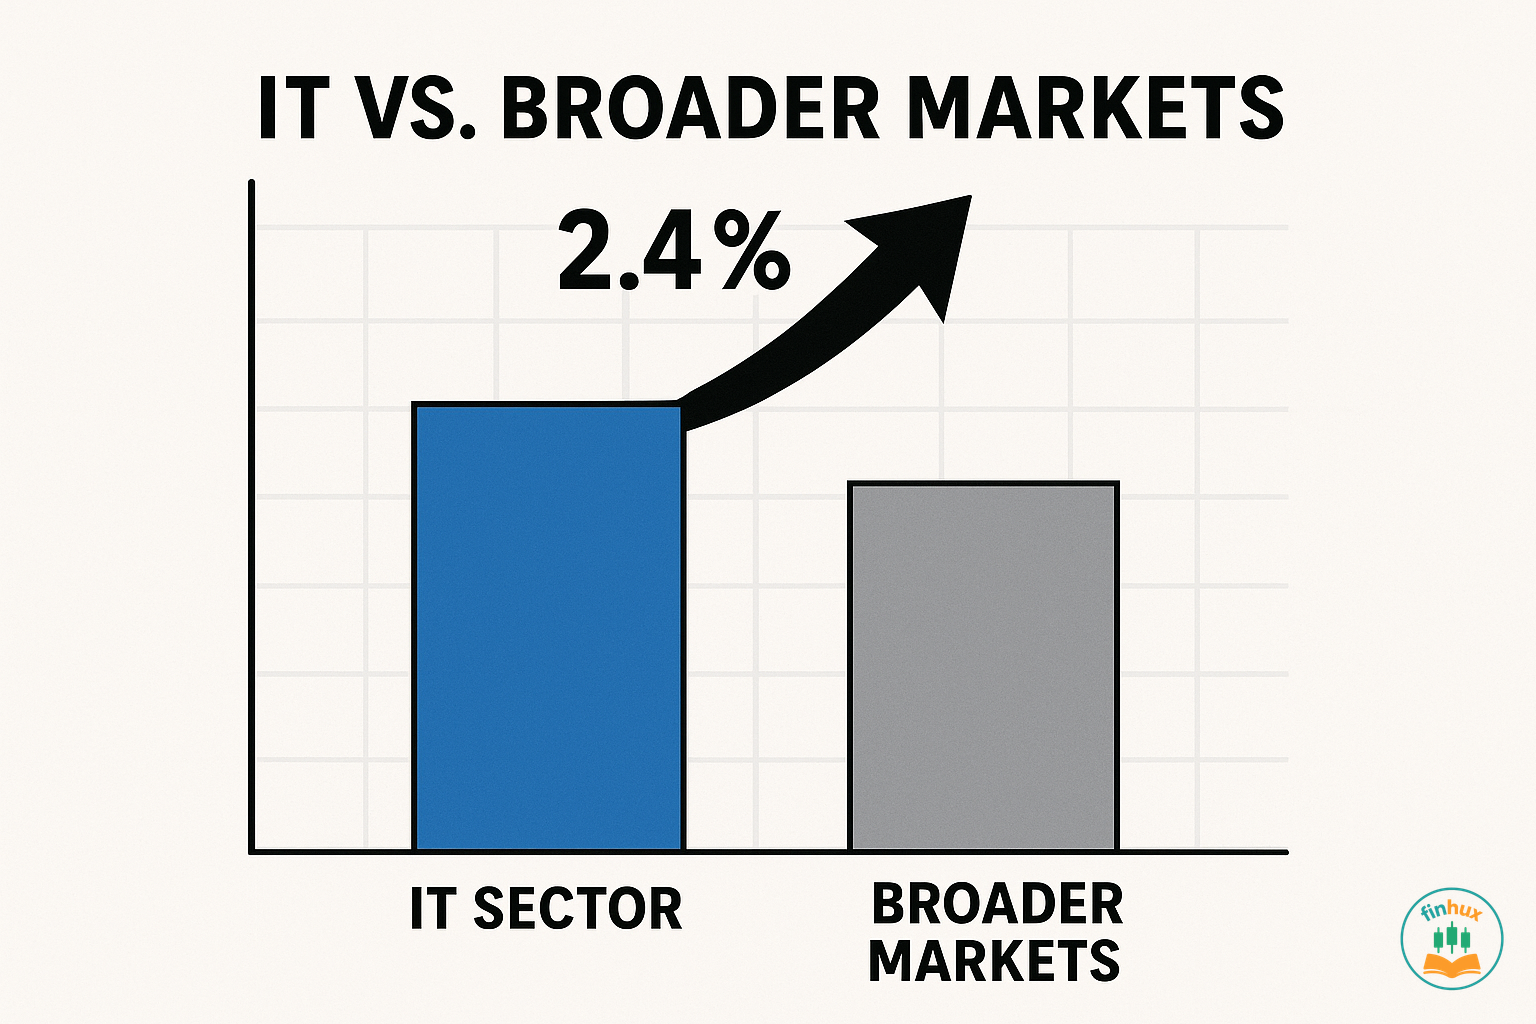 IT VS. BROADER MARKETS
2.4%
IT SECTOR
BROADER
MARKETS
finhux